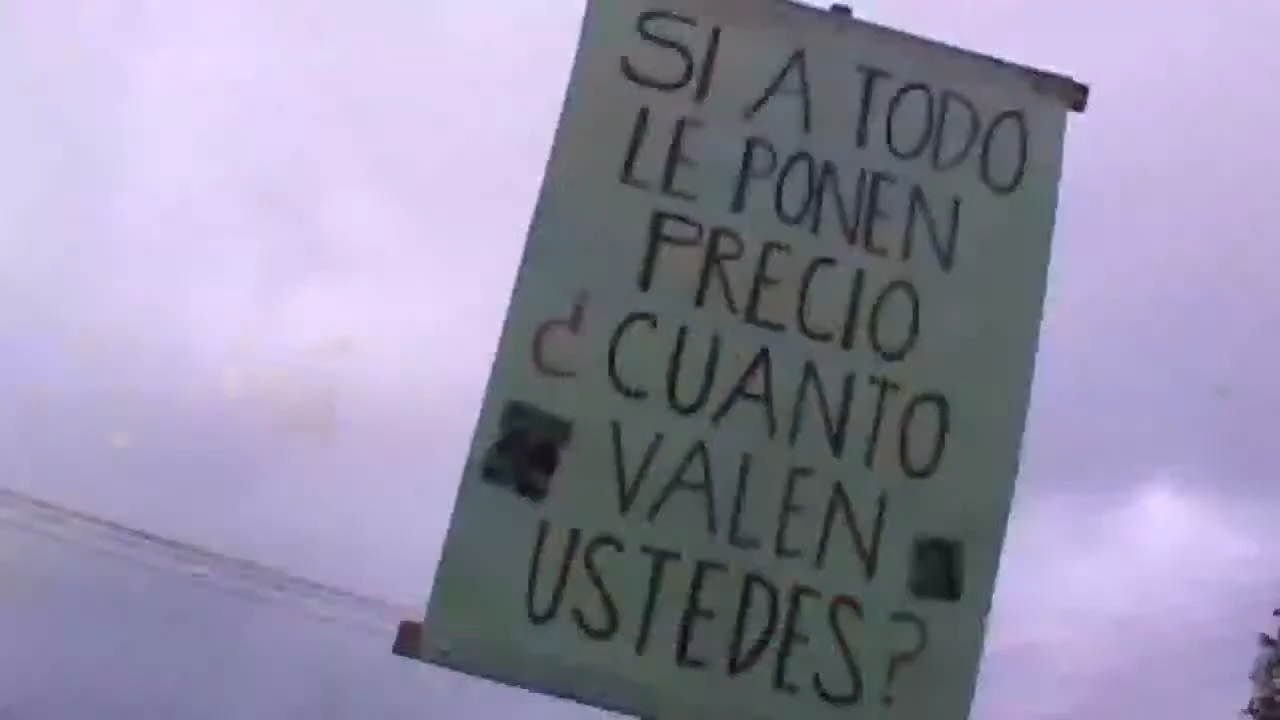 SI A TODO
LE PONEN
PRECIO
¿CUANTO
VALEN
USTEDES?